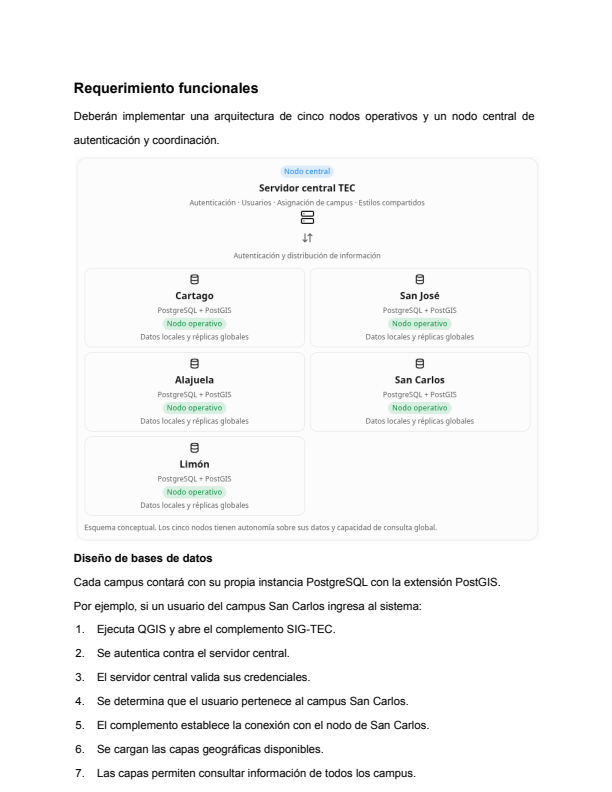 Requerimiento funcionales
Deberán implementar una arquitectura de cinco nodos operativos y un nodo central de
autenticación y coordinación.
Nodo central
Servidor central TEC
Autenticación · Usuarios · Asignación de campus · Estilos compartidos
Autenticación y distribución de información
Cartago
PostgreSQL + PostGIS
Nodo operativo
Datos locales y réplicas globales
San José
PostgreSQL + PostGIS
Nodo operativo
Datos locales y réplicas globales
Alajuela
PostgreSQL + PostGIS
Nodo operativo
Datos locales y réplicas globales
San Carlos
PostgreSQL + PostGIS
Nodo operativo
Datos locales y réplicas globales
Limón
PostgreSQL + PostGIS
Nodo operativo
Datos locales y réplicas globales
Esquema conceptual. Los cinco nodos tienen autonomía sobre sus datos y capacidad de consulta global.
Diseño de bases de datos
Cada campus contará con su propia instancia PostgreSQL con la extensión PostGIS.
Por ejemplo, si un usuario del campus San Carlos ingresa al sistema:
1. Ejecuta QGIS y abre el complemento SIG-TEC.
2. Se autentica contra el servidor central.
3. El servidor central valida sus credenciales.
4. Se determina que el usuario pertenece al campus San Carlos.
5. El complemento establece la conexión con el nodo de San Carlos.
6. Se cargan las capas geográficas disponibles.
7. Las capas permiten consultar información de todos los campus.